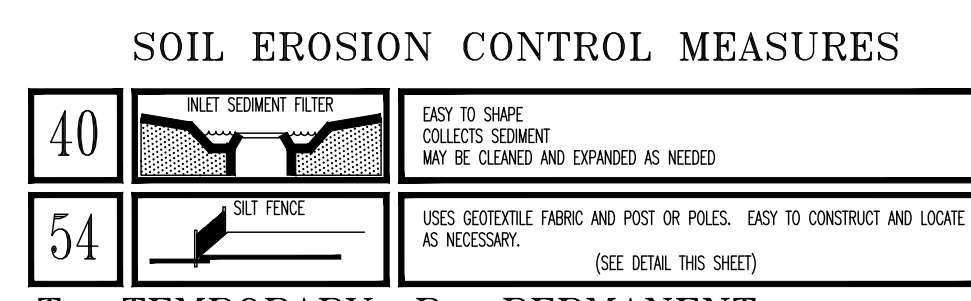 SOIL EROSION CONTROL MEASURES
40
INLET SEDIMENT FILTER
EASY TO SHAPE
COLLECTS SEDIMENT
MAY BE CLEANED AND EXPANDED AS NEEDED
54
SILT FENCE
USES GEOTEXTILE FABRIC AND POST OR POLES. EASY TO CONSTRUCT AND LOCATE
AS NECESSARY.
(SEE DETAIL THIS SHEET)